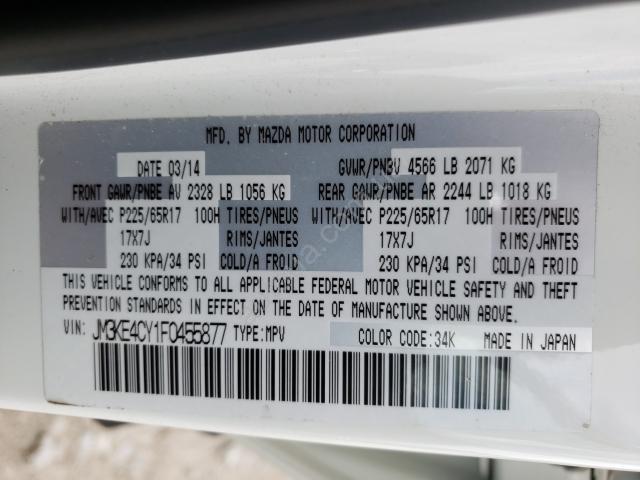 MFD. BY MAZDA MOTOR CORPORATION
DATE 03/14 GVWR/PNBV 4566 LB 2071 KG
FRONT GAWR/PNBE AV 2328 LB 1056 KG REAR GAWR/PNBE AR 2244 LB 1018 KG
WITH/AVEC P225/65R17 100H TIRES/PNEUS WITH/AVEC P225/65R17 100H TIRES/PNEUS
17X7J RIMS/JANTES 17X7J RIMS/JANTES
230 KPA/34 PSI COLD/A FROID 230 KPA/34 PSI COLD/A FROID
THIS VEHICLE CONFORMS TO ALL APPLICABLE FEDERAL MOTOR VEHICLE SAFETY AND THEFT
PREVENTION STANDARDS IN EFFECT ON THE DATE OF MANUFACTURE SHOWN ABOVE.
VIN: JM3KE4CY1F0455877 TYPE:MPV COLOR CODE:34K MADE IN JAPAN